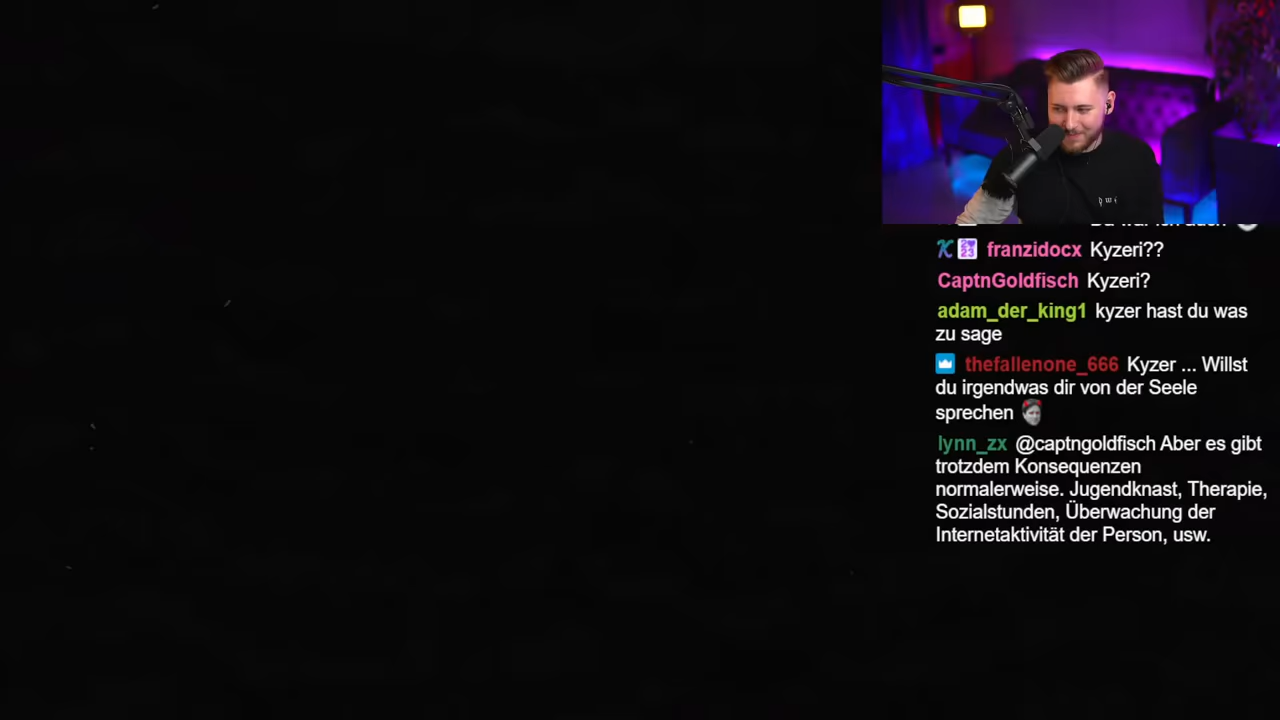 franzidocx Kyzeri??
CaptnGoldfisch Kyzeri?
adam_der_king1 kyzer hast du was
zu sage
thefallenone_666 Kyzer ... Willst
du irgendwas dir von der Seele
sprechen
lynn_zx @captngoldfisch Aber es gibt
trotzdem Konsequenzen
normalerweise. Jugendknast, Therapie,
Sozialstunden, Überwachung der
Internetaktivität der Person, usw.